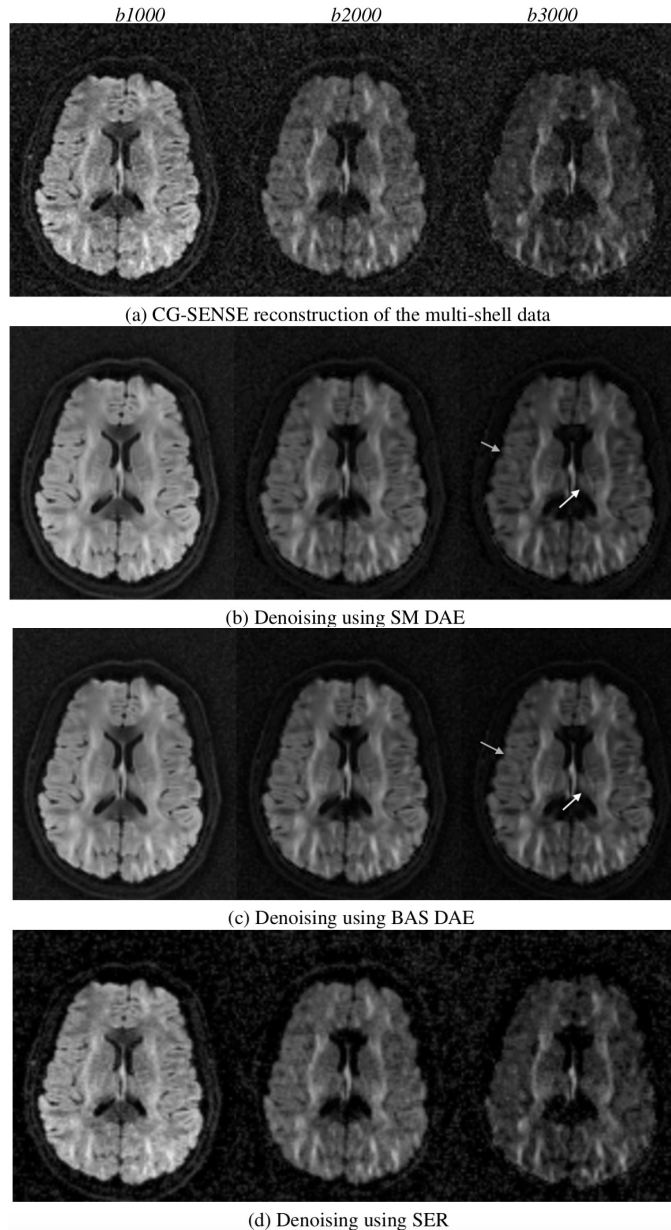 b1000 b2000 b3000
(a) CG-SENSE reconstruction of the multi-shell data
(b) Denoising using SM DAE
(c) Denoising using BAS DAE
(d) Denoising using SER